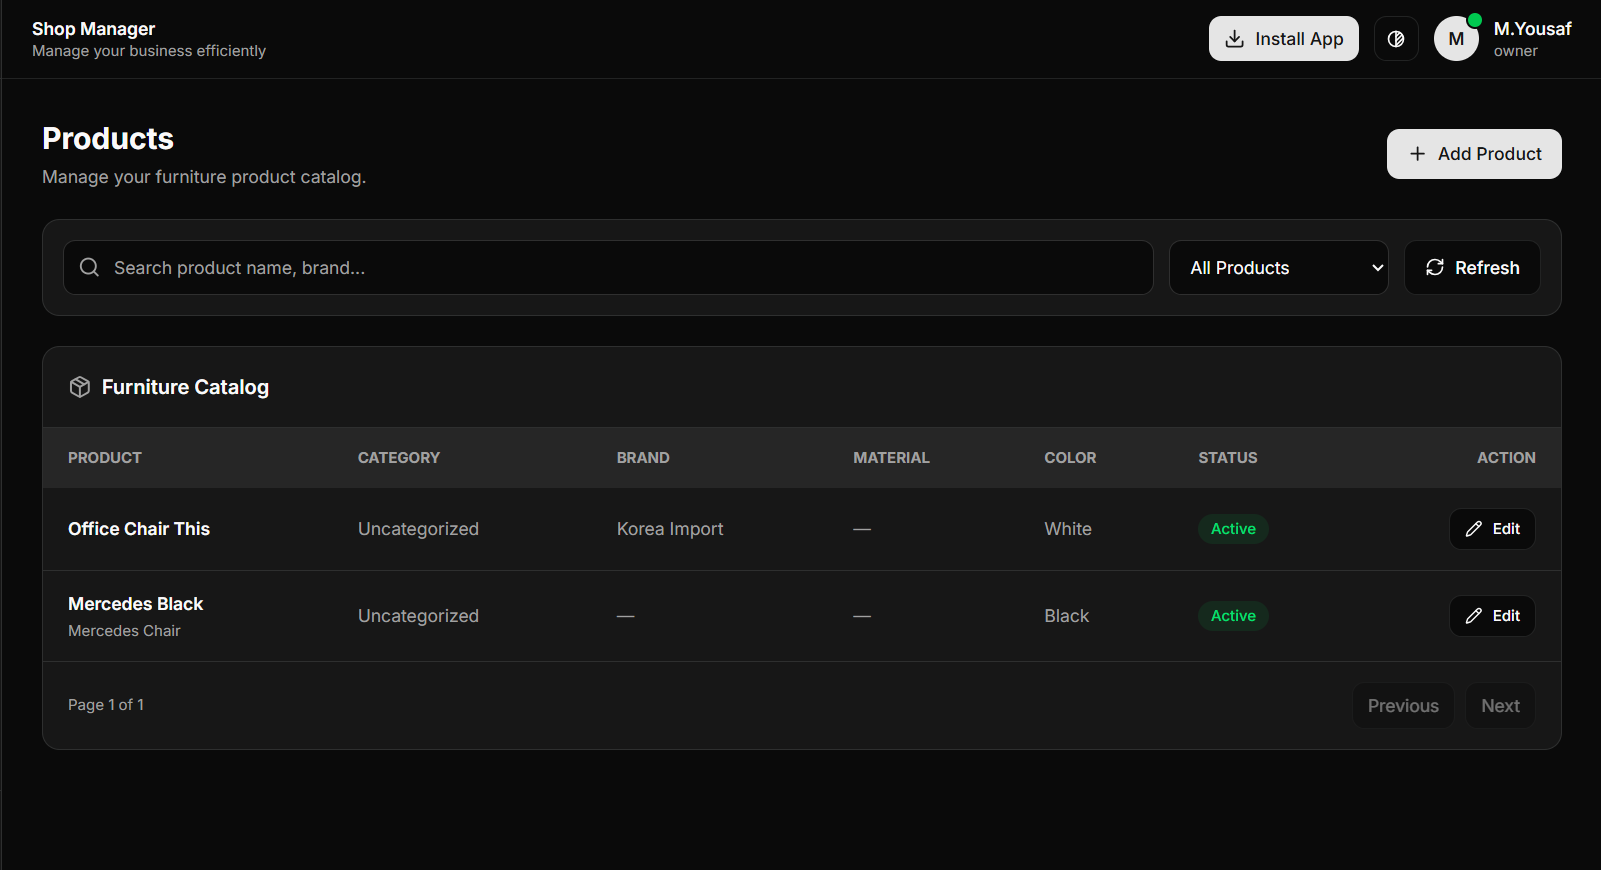 Shop Manager
Manage your business efficiently
Install App
M
M.Yousaf
owner
Products
Manage your furniture product catalog.
Add Product
Search product name, brand...
All Products
Refresh
Furniture Catalog
PRODUCT CATEGORY BRAND MATERIAL COLOR STATUS ACTION
Office Chair This Uncategorized Korea Import — White Active Edit
Mercedes Black
Mercedes Chair
Uncategorized — — Black Active Edit
Page 1 of 1
Previous Next